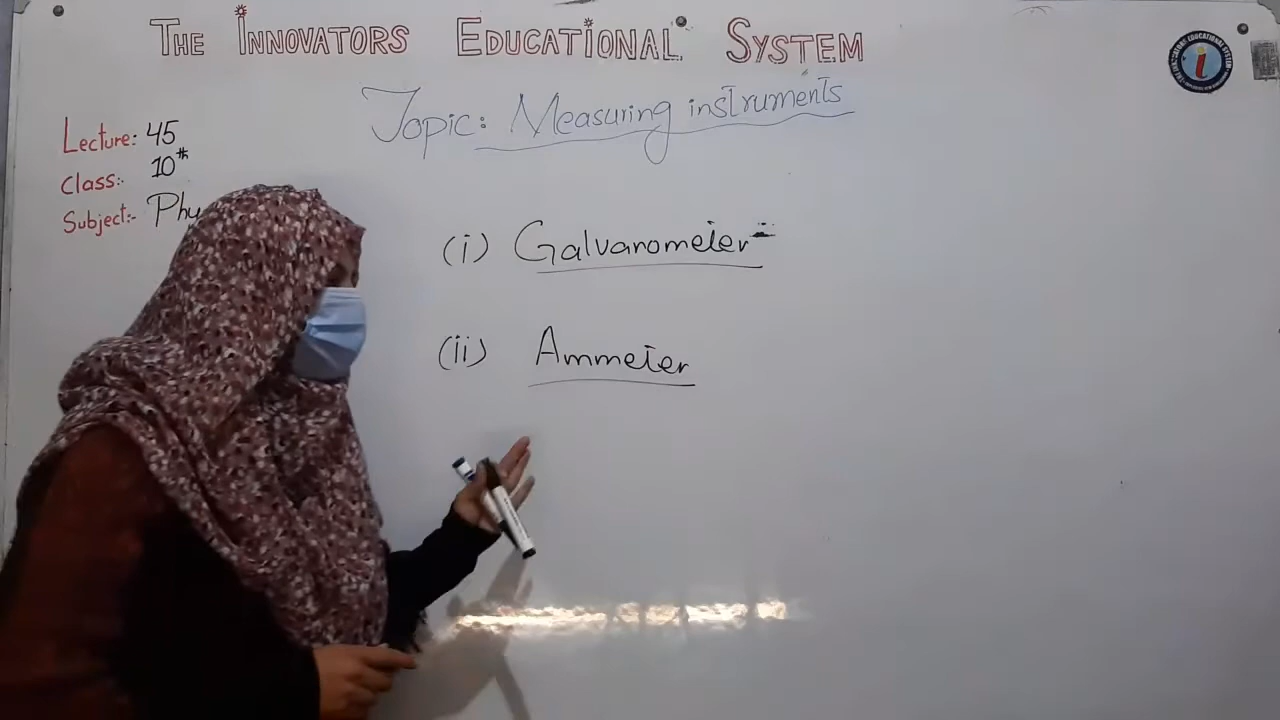 THE INNOVATORS EDUCATIONAL SYSTEM
Topic: Measuring instruments
Lecture: 45
Class:- 10th
Subject:- Phy
(i) Galvanometer
(ii) Ammeter